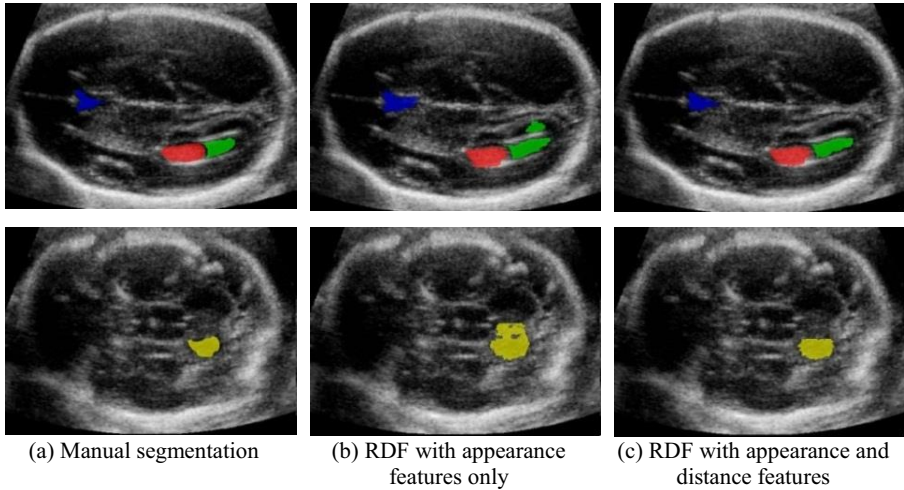 (a) Manual segmentation
(b) RDF with appearance
features only
(c) RDF with appearance and
distance features